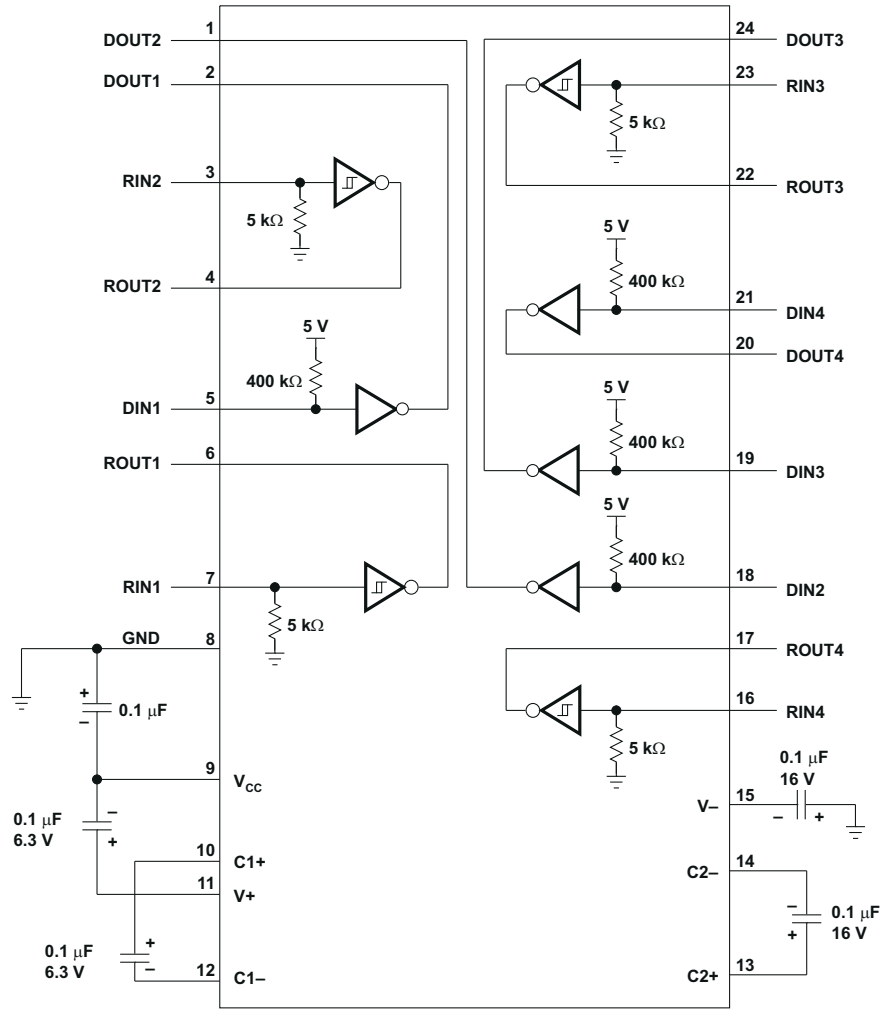 DOUT2
1
DOUT1
2
RIN2
3
5 kΩ
ROUT2
4
5 V
400 kΩ
DIN1
5
ROUT1
6
RIN1
7
5 kΩ
GND
8
+
–
0.1 μF
9
VCC
0.1 μF
6.3 V
–
+
10
C1+
11
V+
0.1 μF
6.3 V
+
–
12
C1–
24
DOUT3
23
RIN3
5 kΩ
22
ROUT3
5 V
400 kΩ
21
DIN4
20
DOUT4
5 V
400 kΩ
19
DIN3
5 V
400 kΩ
18
DIN2
17
ROUT4
16
RIN4
5 kΩ
0.1 μF
16 V
V–
15
–
+
14
C2–
–
+
0.1 μF
16 V
13
C2+